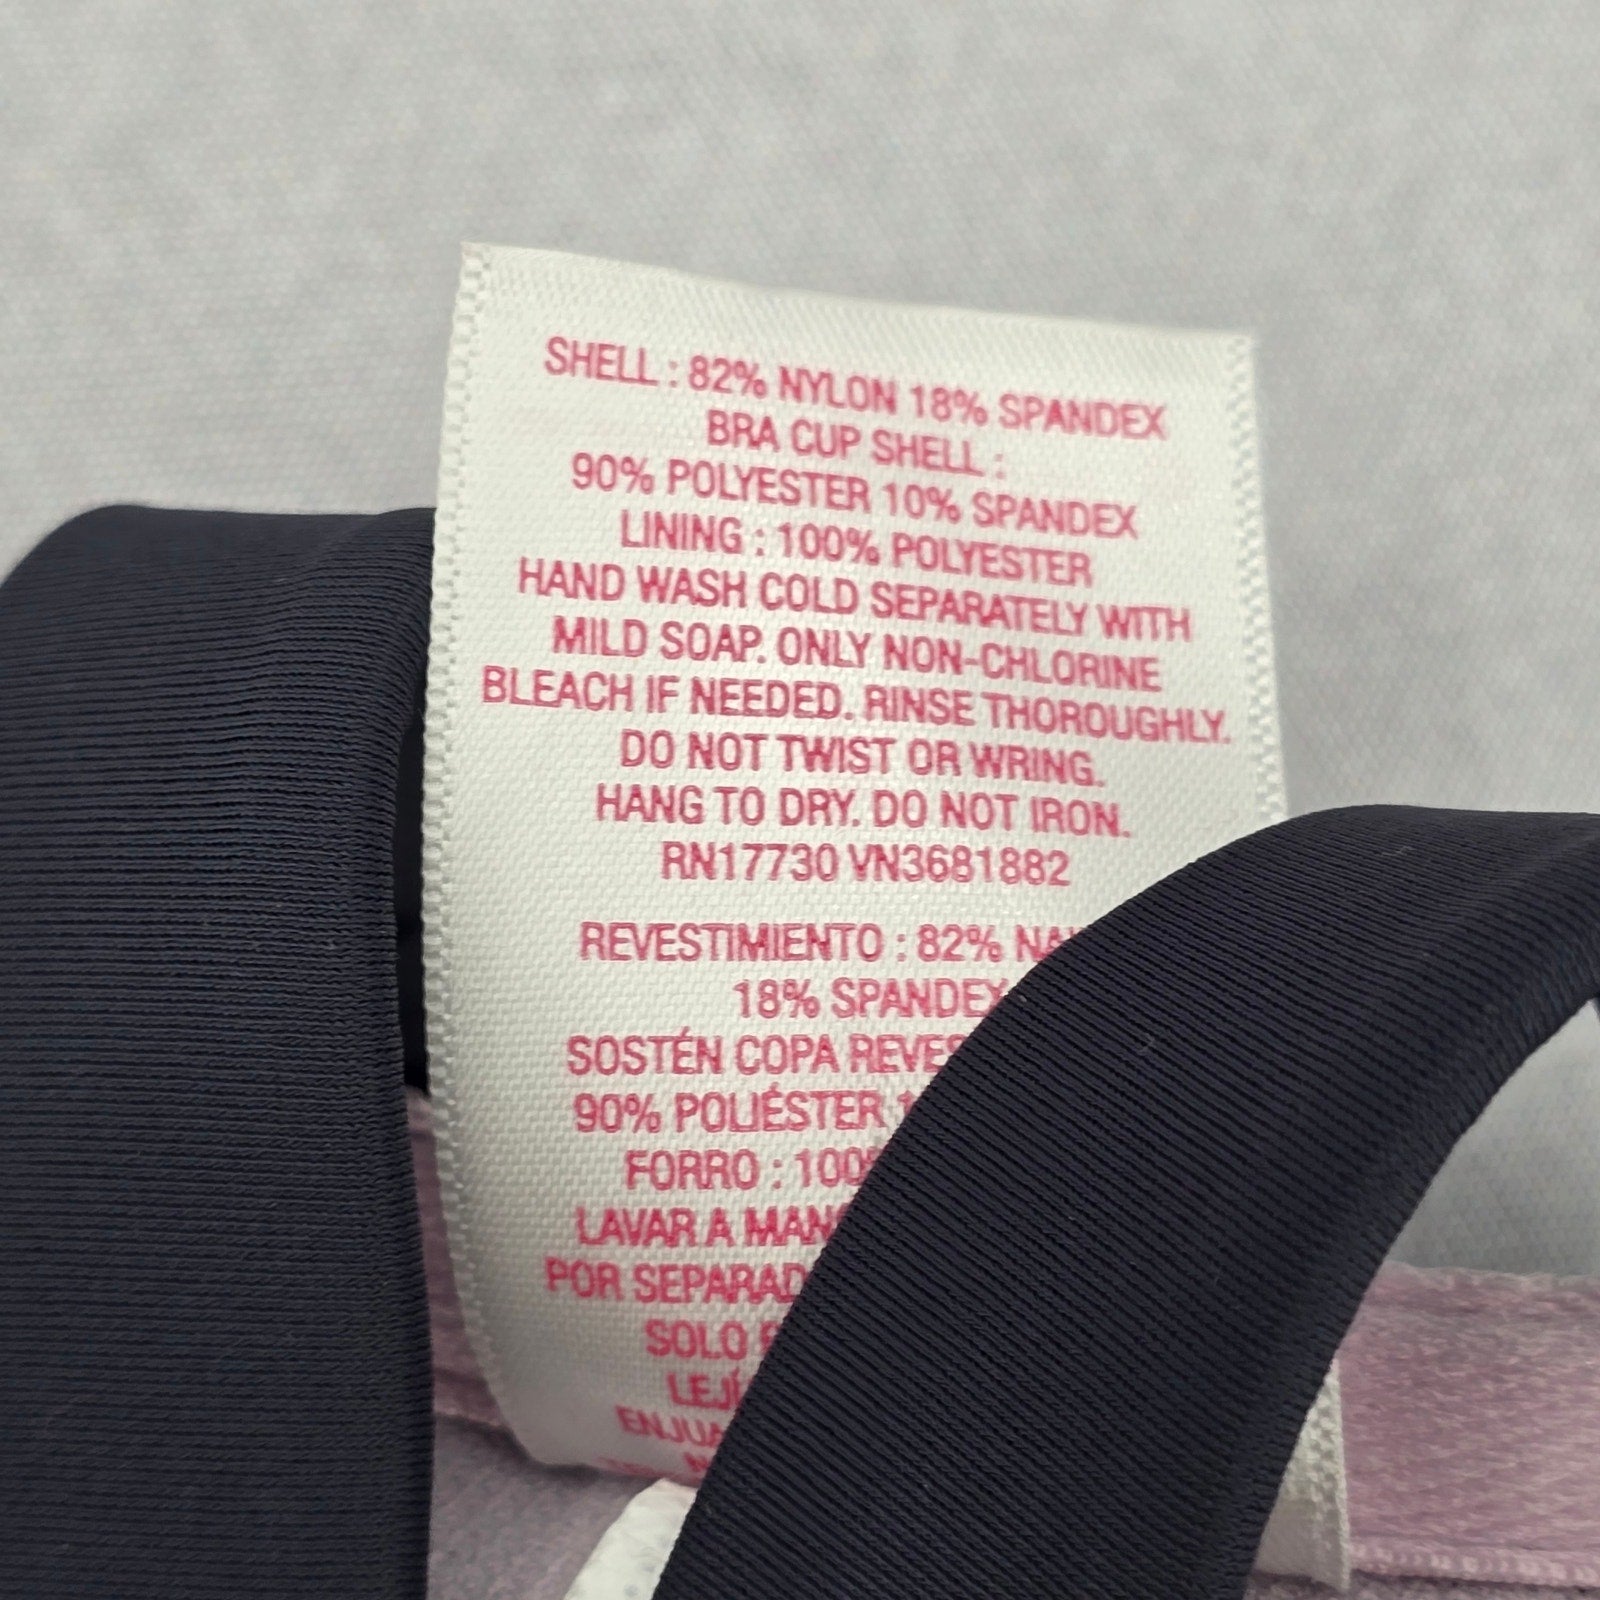 SHELL : 82% NYLON 18% SPANDEX
BRA CUP SHELL :
90% POLYESTER 10% SPANDEX
LINING : 100% POLYESTER
HAND WASH COLD SEPARATELY WITH
MILD SOAP. ONLY NON-CHLORINE
BLEACH IF NEEDED. RINSE THOROUGHLY.
DO NOT TWIST OR WRING.
HANG TO DRY. DO NOT IRON.
RN17730 VN3681882
REVESTIMIENTO : 82%
18% SPANDEX
SOSTÉN COPA
90% POLIÉSTER
FORRO :
LAVAR A
POR
SOLO